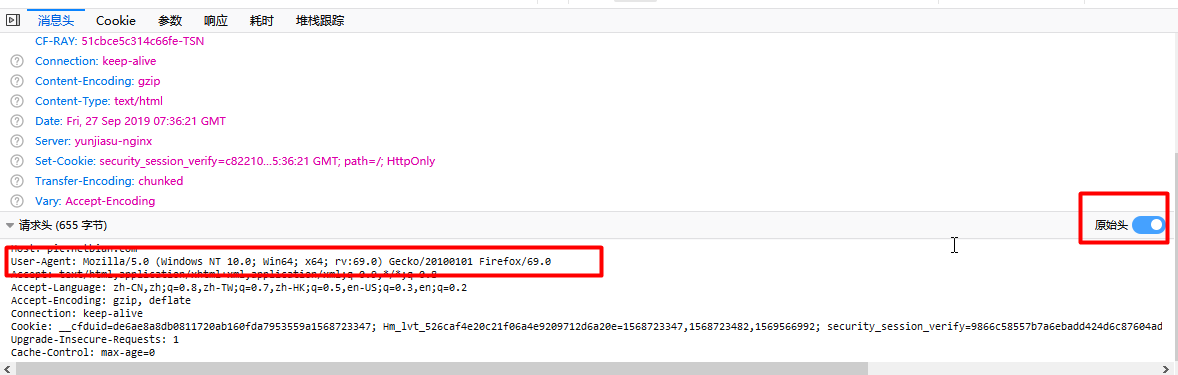 消息头 Cookie 参数 响应 耗时 堆栈跟踪
CF-RAY: 51cbce5c314c66fe-TSN
Connection: keep-alive
Content-Encoding: gzip
Content-Type: text/html
Date: Fri, 27 Sep 2019 07:36:21 GMT
Server: yunjiasu-nginx
Set-Cookie: security_session_verify=c82210...5:36:21 GMT; path=/; HttpOnly
Transfer-Encoding: chunked
Vary: Accept-Encoding
请求头 (655 字节) 原始头
Host: pic.netbian.com
User-Agent: Mozilla/5.0 (Windows NT 10.0; Win64; x64; rv:69.0) Gecko/20100101 Firefox/69.0
Accept: text/html,application/xhtml+xml,application/xml;q=0.9,*/*;q=0.8
Accept-Language: zh-CN,zh;q=0.8,zh-TW;q=0.7,zh-HK;q=0.5,en-US;q=0.3,en;q=0.2
Accept-Encoding: gzip, deflate
Connection: keep-alive
Cookie: __cfduid=de6ae8a8db0811720ab160fda7953559a1568723347; Hm_lvt_526caf4e20c21f06a4e9209712d6a20e=1568723347,1568723482,1569566992; security_session_verify=9866c58557b7a6ebadd424d6c87604ad
Upgrade-Insecure-Requests: 1
Cache-Control: max-age=0